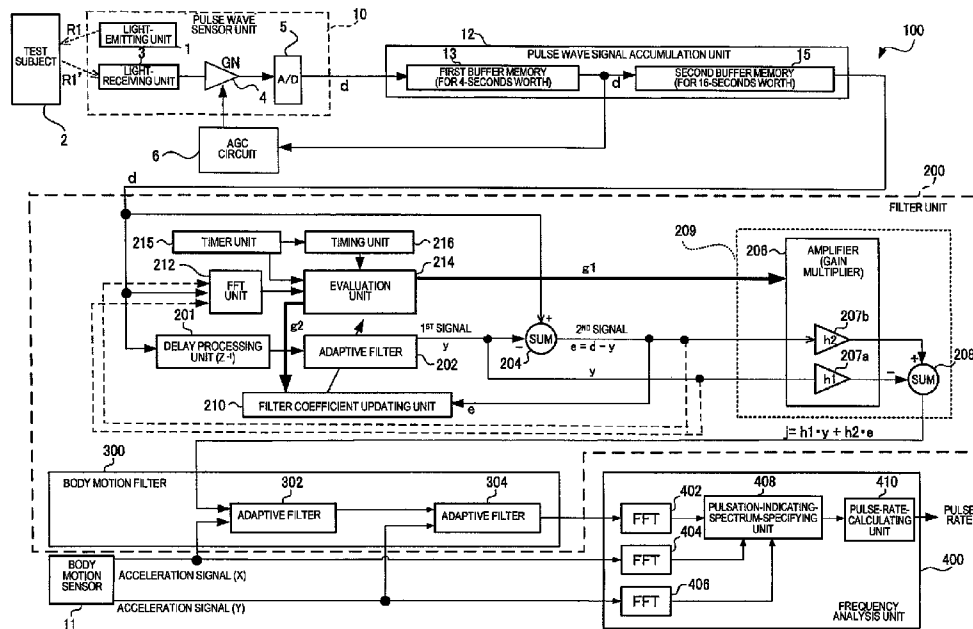 TEST SUBJECT
2
R1
R1'
LIGHT-EMITTING UNIT
1
PULSE WAVE SENSOR UNIT
10
3
LIGHT-RECEIVING UNIT
GN
4
5
A/D
d
6
AGC CIRCUIT
12
PULSE WAVE SIGNAL ACCUMULATION UNIT
13
FIRST BUFFER MEMORY (FOR 4-SECONDS WORTH)
d
15
SECOND BUFFER MEMORY (FOR 16-SECONDS WORTH)
100
d
200
FILTER UNIT
215
TIMER UNIT
TIMING UNIT
216
212
FFT UNIT
EVALUATION UNIT
214
g1
g2
201
DELAY PROCESSING UNIT (Z⁻¹)
ADAPTIVE FILTER
202
1ST SIGNAL
y
+
−
SUM
204
2ND SIGNAL
e = d - y
y
210
FILTER COEFFICIENT UPDATING UNIT
e
209
206
AMPLIFIER (GAIN MULTIPLIER)
207b
h2
207a
h1
+
−
SUM
208
j= h1•y + h2•e
300
BODY MOTION FILTER
302
ADAPTIVE FILTER
304
ADAPTIVE FILTER
BODY MOTION SENSOR
11
ACCELERATION SIGNAL (X)
ACCELERATION SIGNAL (Y)
402
FFT
404
FFT
406
FFT
408
PULSATION-INDICATING-SPECTRUM-SPECIFYING UNIT
410
PULSE-RATE-CALCULATING UNIT
PULSE RATE
400
FREQUENCY ANALYSIS UNIT